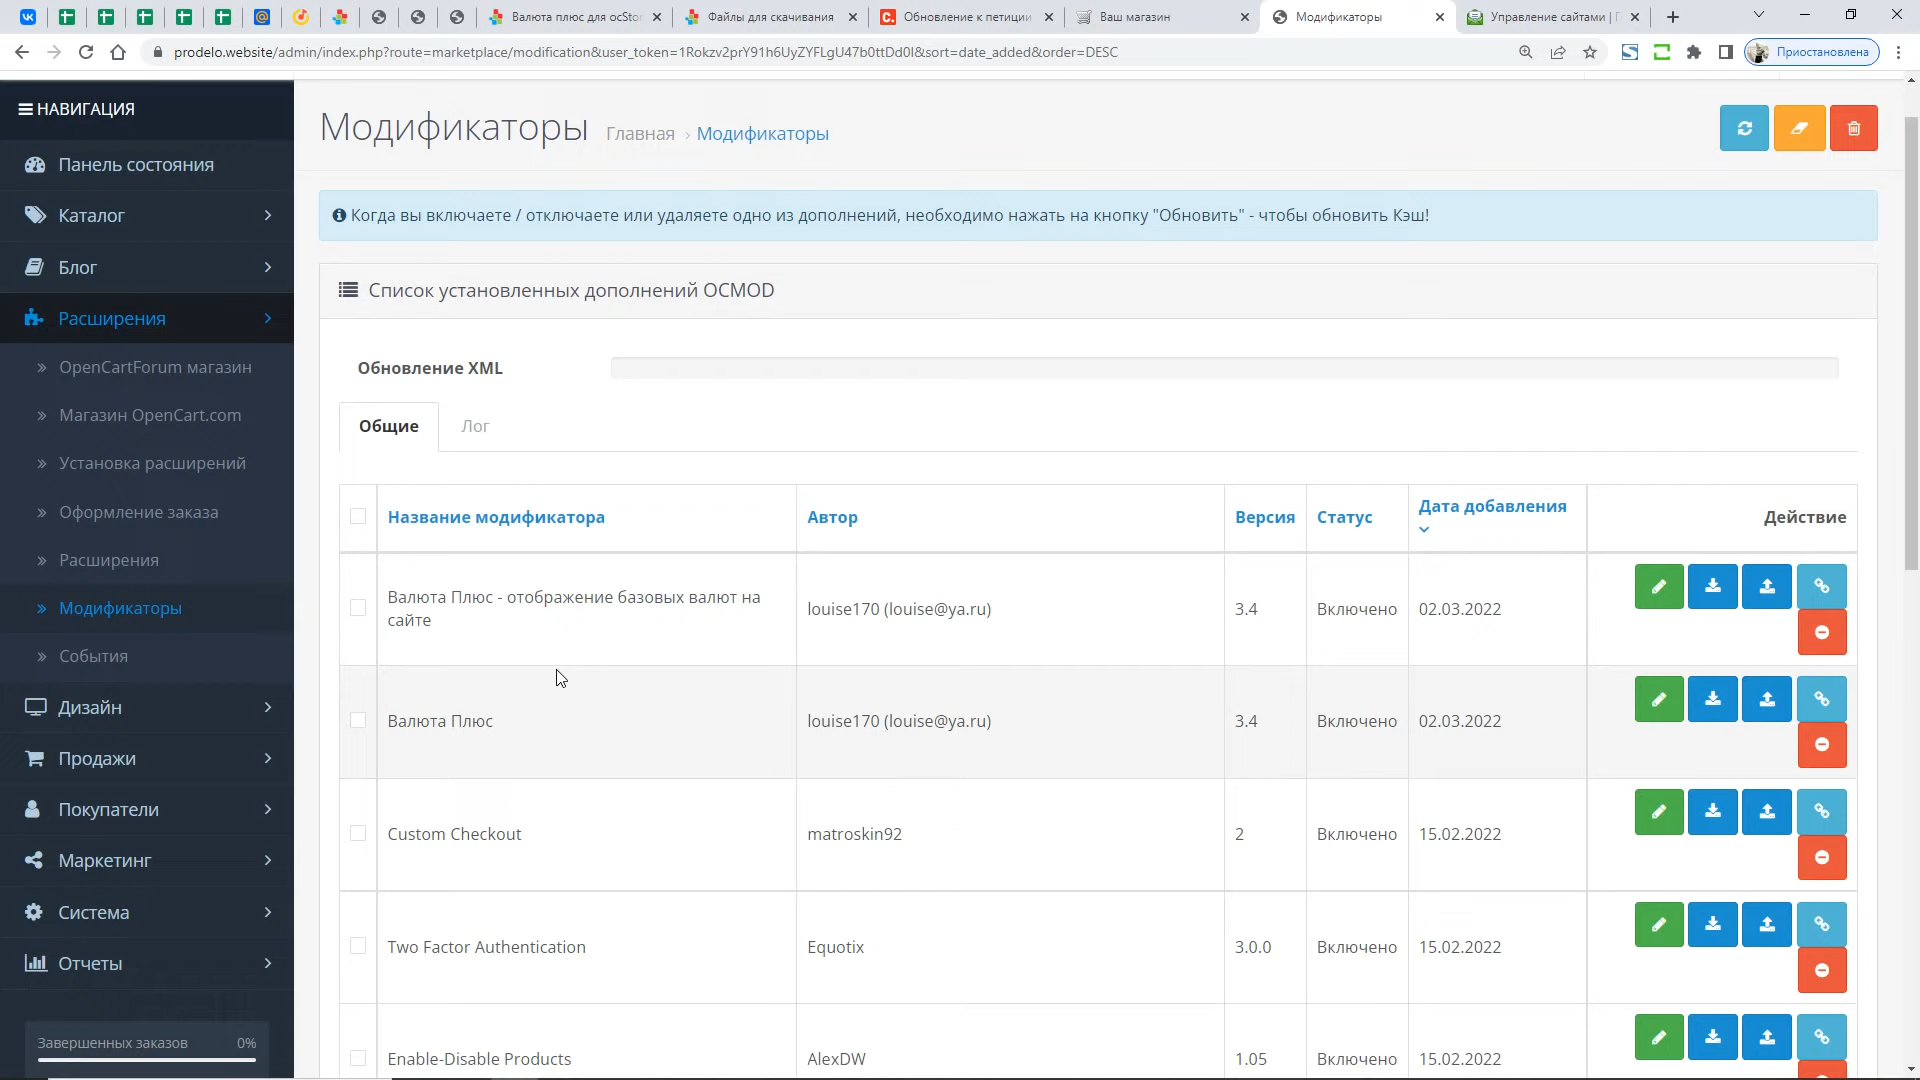 Валюта плюс для ocSto
Файлы для скачивания
Обновление к петиции
Ваш магазин
Модификаторы
Управление сайтами |
prodelo.website/admin/index.php?route=marketplace/modification&user_token=1Rokzv2prY91h6UyZYFLgU47b0ttDd0I&sort=date_added&order=DESC
Приостановлена
НАВИГАЦИЯ
Панель состояния
Каталог
Блог
Расширения
OpenCartForum магазин
Магазин OpenCart.com
Установка расширений
Оформление заказа
Расширения
Модификаторы
События
Дизайн
Продажи
Покупатели
Маркетинг
Система
Отчеты
Завершенных заказов 0%
Модификаторы Главная › Модификаторы
Когда вы включаете / отключаете или удаляете одно из дополнений, необходимо нажать на кнопку "Обновить" - чтобы обновить Кэш!
Список установленных дополнений OCMOD
Обновление XML
Общие Лог
Название модификатора Автор Версия Статус Дата добавления Действие
Валюта Плюс - отображение базовых валют на
сайте
louise170 (louise@ya.ru) 3.4 Включено 02.03.2022
Валюта Плюс louise170 (louise@ya.ru) 3.4 Включено 02.03.2022
Custom Checkout matroskin92 2 Включено 15.02.2022
Two Factor Authentication Equotix 3.0.0 Включено 15.02.2022
Enable-Disable Products AlexDW 1.05 Включено 15.02.2022